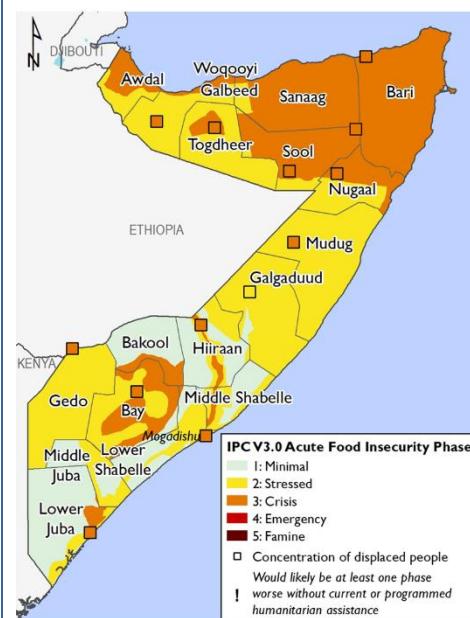 N
DJIBOUTI
Awdal
Woqooyi
Galbeed
Sanaag
Bari
Togdheer
Sool
Nugaal
ETHIOPIA
Mudug
Galgaduud
Bakool
Hiiraan
KENYA
Gedo
Bay
Middle Shabelle
Mogadishu
Lower
Shabelle
Middle
Juba
Lower
Juba
IPC V3.0 Acute Food Insecurity Phase
1: Minimal
2: Stressed
3: Crisis
4: Emergency
5: Famine
Concentration of displaced people
Would likely be at least one phase
! worse without current or programmed
humanitarian assistance